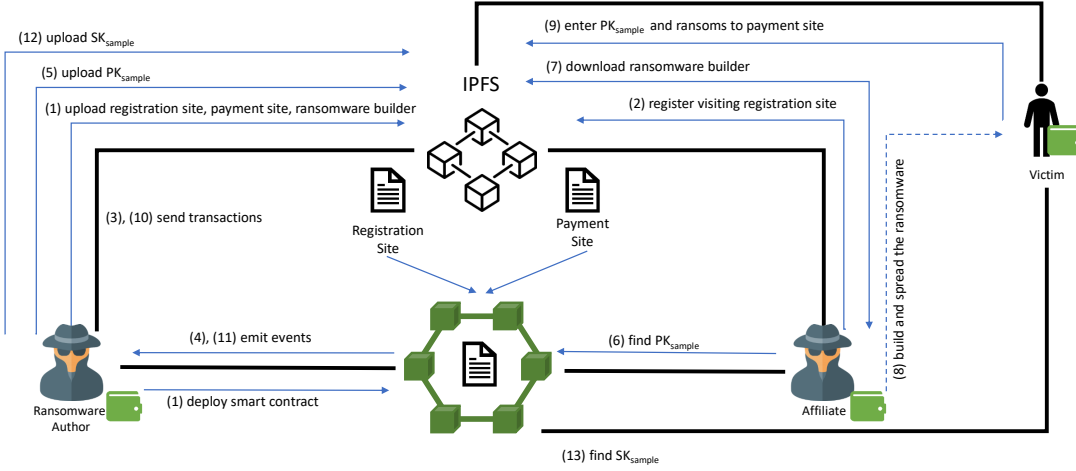 (12) upload SKsample
(9) enter PKsample and ransoms to payment site
(5) upload PKsample
(7) download ransomware builder
IPFS
(1) upload registration site, payment site, ransomware builder
(2) register visiting registration site
Victim
(3), (10) send transactions
Registration
Site
Payment
Site
(8) build and spread the ransomware
(4), (11) emit events
(6) find PKsample
(1) deploy smart contract
Ransomware
Author
Affiliate
(13) find SKsample